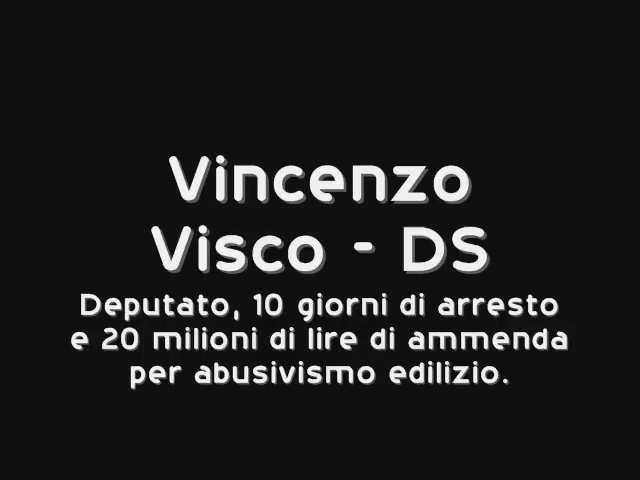 Vincenzo
Visco - DS
Deputato, 10 giorni di arresto
e 20 milioni di lire di ammenda
per abusivismo edilizio.